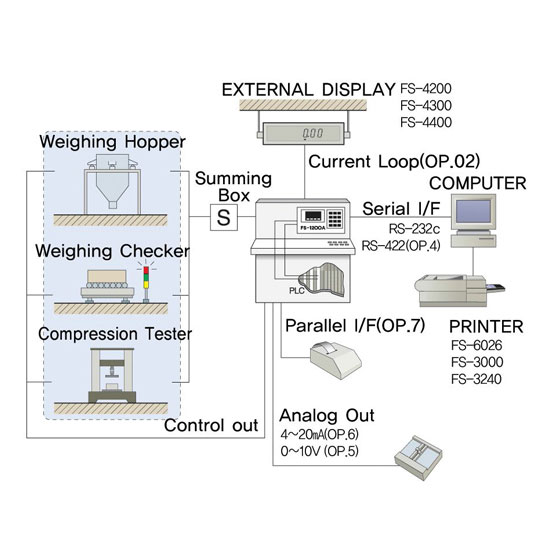 EXTERNAL DISPLAY
FS-4200
FS-4300
FS-4400
0.00
Weighing Hopper
Current Loop(OP.02)
Summing
Box
S
COMPUTER
Serial I/F
RS-232c
RS-422(OP.4)
FS-1200A
Weighing Checker
PLC
Parallel I/F(OP.7)
PRINTER
FS-6026
FS-3000
FS-3240
Compression Tester
Control out
Analog Out
4~20mA(OP.6)
0~10V (OP.5)